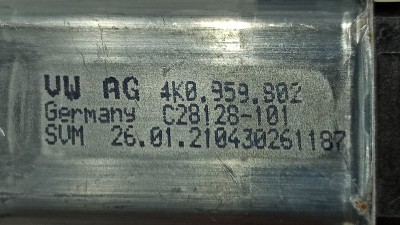 VW AG 4K0.959.802
Germany C28128-101
SVM 26.01.210430261187